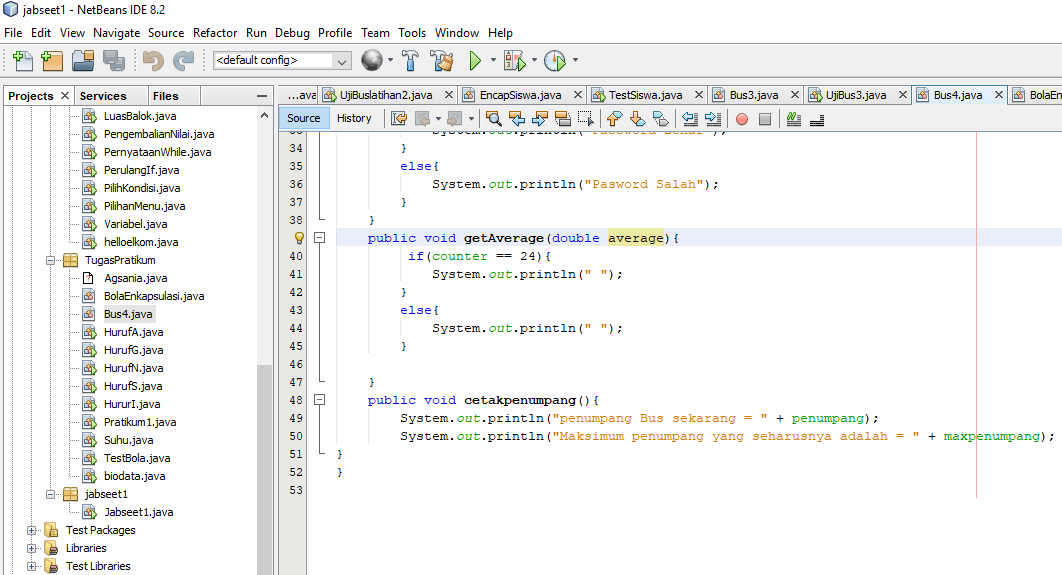 jabseet1 - NetBeans IDE 8.2
File Edit View Navigate Source Refactor Run Debug Profile Team Tools Window Help
<default config>
Projects Services Files
...ava UjiBuslatihan2.java EncapSiswa.java TestSiswa.java Bus3.java UjiBus3.java Bus4.java BolaEn
Source History
LuasBalok.java
PengembalianNilai.java
PernyataanWhile.java
PerulangIf.java
PilihKondisi.java
PilihanMenu.java
Variabel.java
helloelkom.java
TugasPratikum
Agsania.java
BolaEnkapsulasi.java
Bus4.java
HurufA.java
HurufG.java
HurufN.java
HurufS.java
HururI.java
Pratikum1.java
Suhu.java
TestBola.java
biodata.java
jabseet1
Jabseet1.java
Test Packages
Libraries
Test Libraries
34 }
35 else{
36 System.out.println("Pasword Salah");
37 }
38 }
public void getAverage(double average){
40 if(counter == 24){
41 System.out.println(" ");
42 }
43 else{
44 System.out.println(" ");
45 }
46
47 }
48 public void cetakpenumpang(){
49 System.out.println("penumpang Bus sekarang = " + penumpang);
50 System.out.println("Maksimum penumpang yang seharusnya adalah = " + maxpenumpang);
51 }
52 }
53